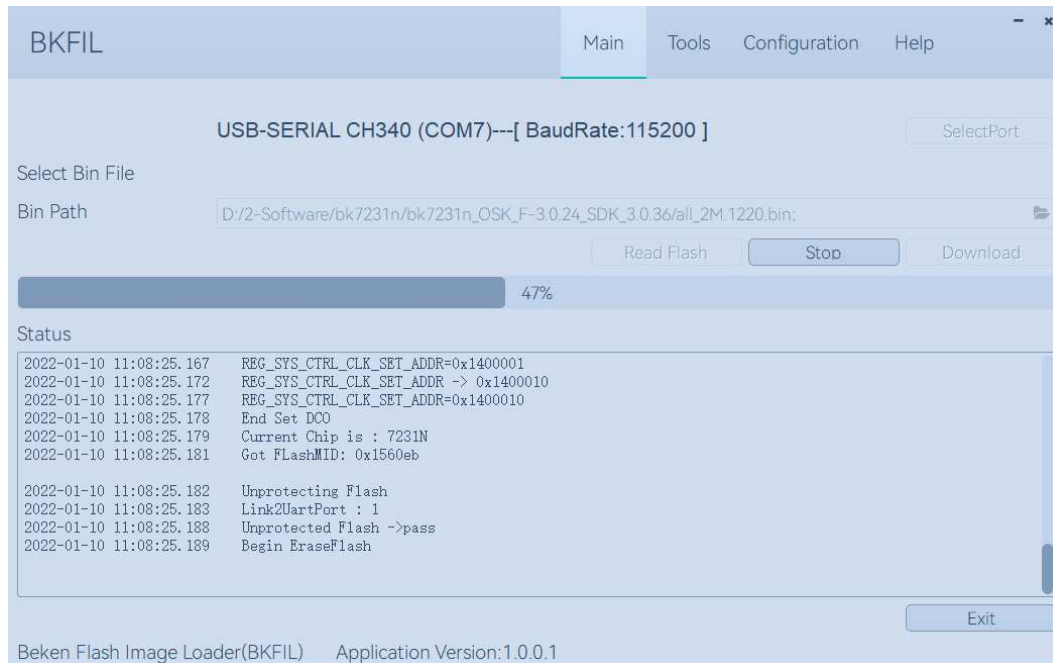 BKFIL
Main Tools Configuration Help
USB-SERIAL CH340 (COM7)---[ BaudRate:115200 ]
SelectPort
Select Bin File
Bin Path D:/2-Software/bk7231n/bk7231n_OSK_F-3.0.24_SDK_3.0.36/all_2M.1220.bin;
Read Flash Stop Download
47%
Status
2022-01-10 11:08:25.167 REG_SYS_CTRL_CLK_SET_ADDR=0x1400001
2022-01-10 11:08:25.172 REG_SYS_CTRL_CLK_SET_ADDR -> 0x1400010
2022-01-10 11:08:25.177 REG_SYS_CTRL_CLK_SET_ADDR=0x1400010
2022-01-10 11:08:25.178 End Set DCO
2022-01-10 11:08:25.179 Current Chip is : 7231N
2022-01-10 11:08:25.181 Got FLashMID: 0x1560eb
2022-01-10 11:08:25.182 Unprotecting Flash
2022-01-10 11:08:25.183 Link2UartPort : 1
2022-01-10 11:08:25.188 Unprotected Flash ->pass
2022-01-10 11:08:25.189 Begin EraseFlash
Exit
Beken Flash Image Loader(BKFIL) Application Version:1.0.0.1